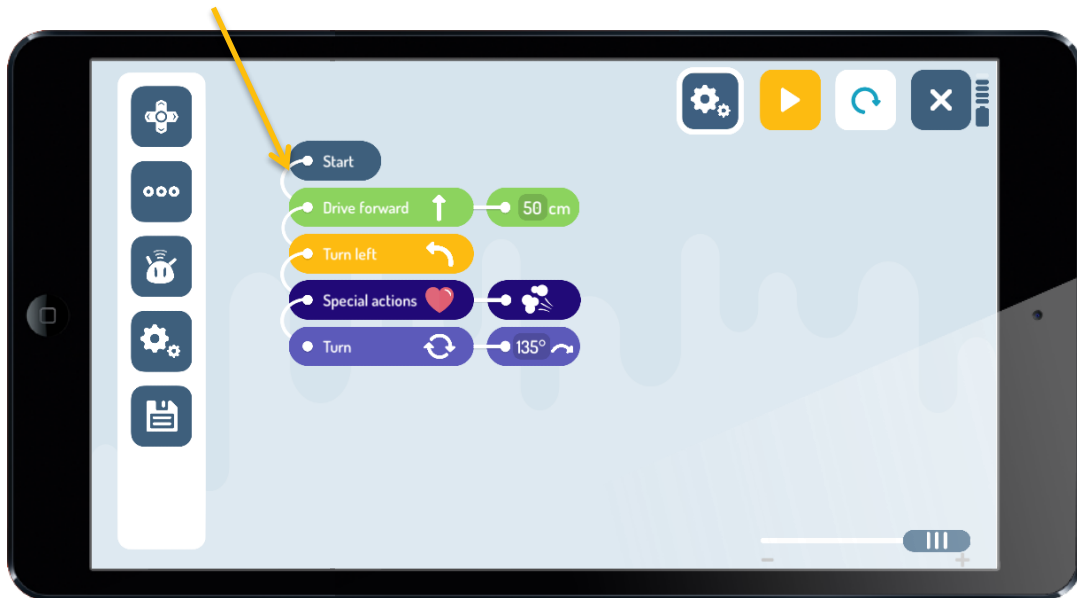 Start
Drive forward 50 cm
Turn left
Special actions
Turn 135°
- +